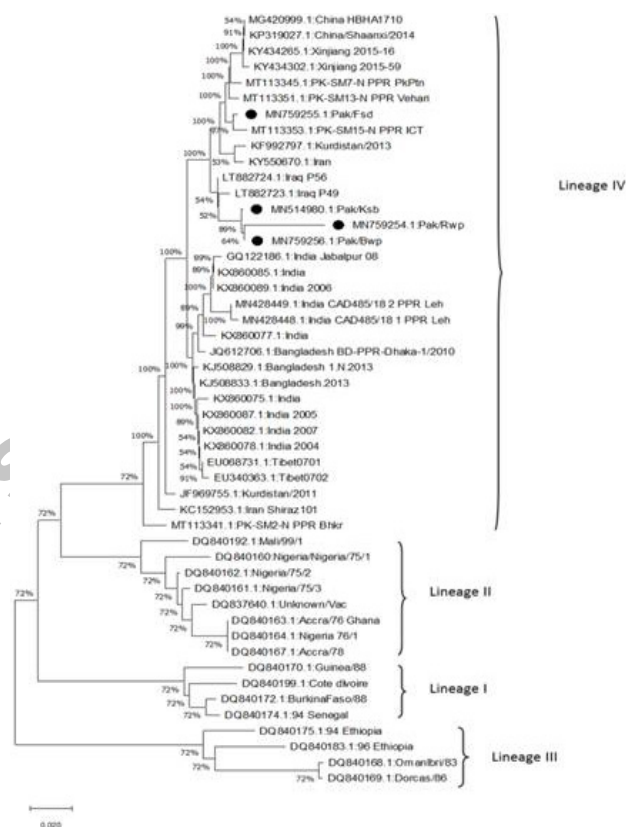 54% MG420999.1:China HBHA1710
91% KP319027.1:China/Shaanxi/2014
100% KY434265.1:Xinjiang 2015-16
100% KY434302.1:Xinjiang 2015-59
100% MT113345.1:PK-SM7-N PPR PkPtn
MT113351.1:PK-SM13-N PPR Vehari
MN759255.1:Pak/Fsd
100% MT113353.1:PK-SM15-N PPR ICT
KF992797.1:Kurdistan/2013
53% KY550670.1:Iran
100% LT882724.1:Iraq P56
Lineage IV
54% LT882723.1:Iraq P49
52% MN514980.1:Pak/Ksb
89% MN759254.1:Pak/Rwp
64% MN759256.1:Pak/Bwp
100% 89% GQ122186.1:India Jabalpur 08
89% KX860085.1:India
KX860089.1:India 2006
MN428449.1:India CAD485/18 2 PPR Leh
100% MN428448.1:India CAD485/18 1 PPR Leh
99% KX860077.1:India
JQ612706.1:Bangladesh BD-PPR-Dhaka-1/2010
100% KJ508829.1:Bangladesh 1.N.2013
100% KJ508833.1:Bangladesh.2013
KX860075.1:India
100% KX860087.1:India 2005
89% KX860082.1:India 2007
54% KX860078.1:India 2004
100% 54% EU068731.1:Tibet0701
91% EU340363.1:Tibet0702
72% JF969755.1:Kurdistan/2011
KC152953.1:Iran Shiraz101
MT113341.1:PK-SM2-N PPR Bhkr
72% DQ840192.1:Mali/99/1
72% DQ840160:Nigeria/Nigeria/75/1
72% DQ840162.1:Nigeria/75/2
72% DQ840161.1:Nigeria/75/3
Lineage II
72% DQ837640.1:Unknown/Vac
72% DQ840163.1:Accra/76 Ghana
DQ840164.1:Nigeria 76/1
72% DQ840167.1:Accra/78
DQ840170.1:Guinea/88
72% DQ840199.1:Cote divoire
Lineage I
72% DQ840172.1:BurkinaFaso/88
72% DQ840174.1:94 Senegal
DQ840175.1:94 Ethiopia
72% DQ840183.1:96 Ethiopia
Lineage III
72% DQ840168.1:OmanIbri/83
72% DQ840169.1:Dorcas/86